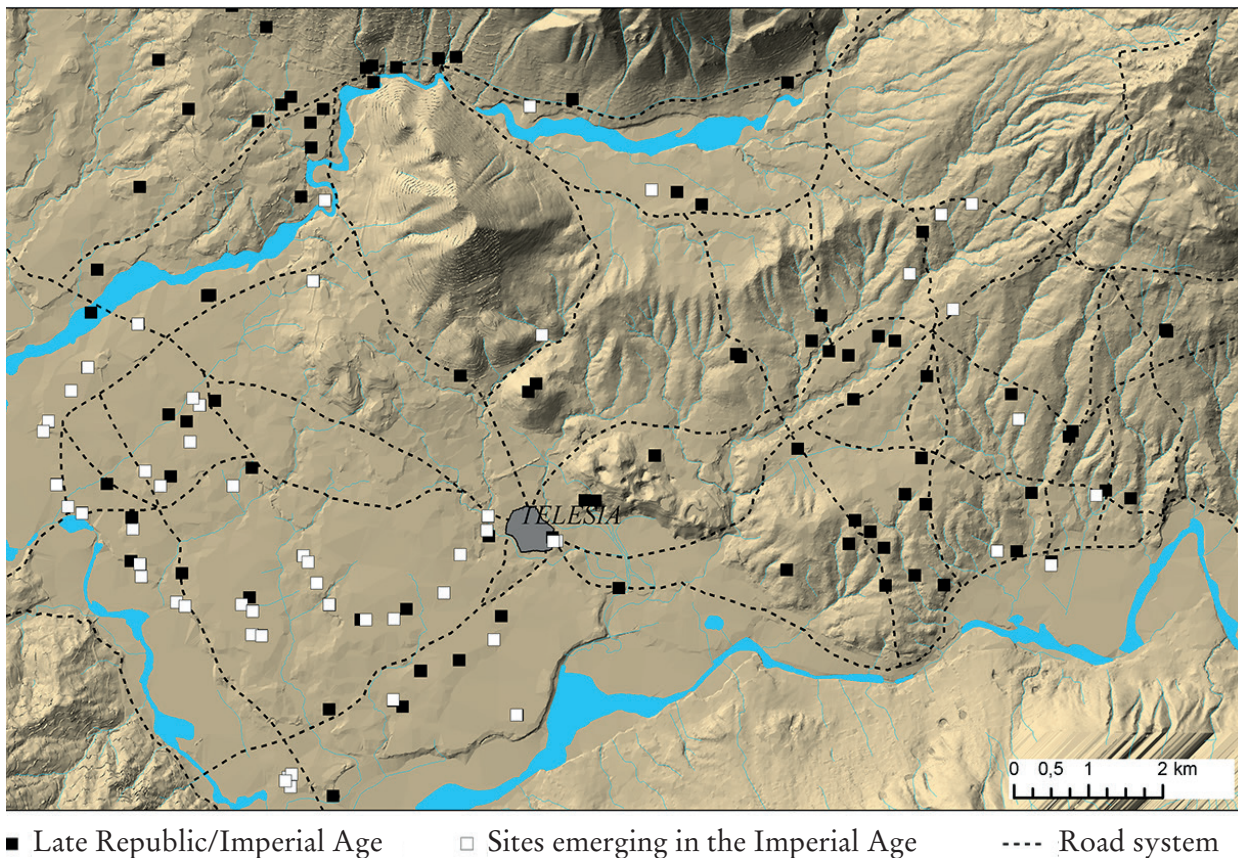 TELESIA
0 0,5 1 2 km
Late Republic/Imperial Age Sites emerging in the Imperial Age Road system